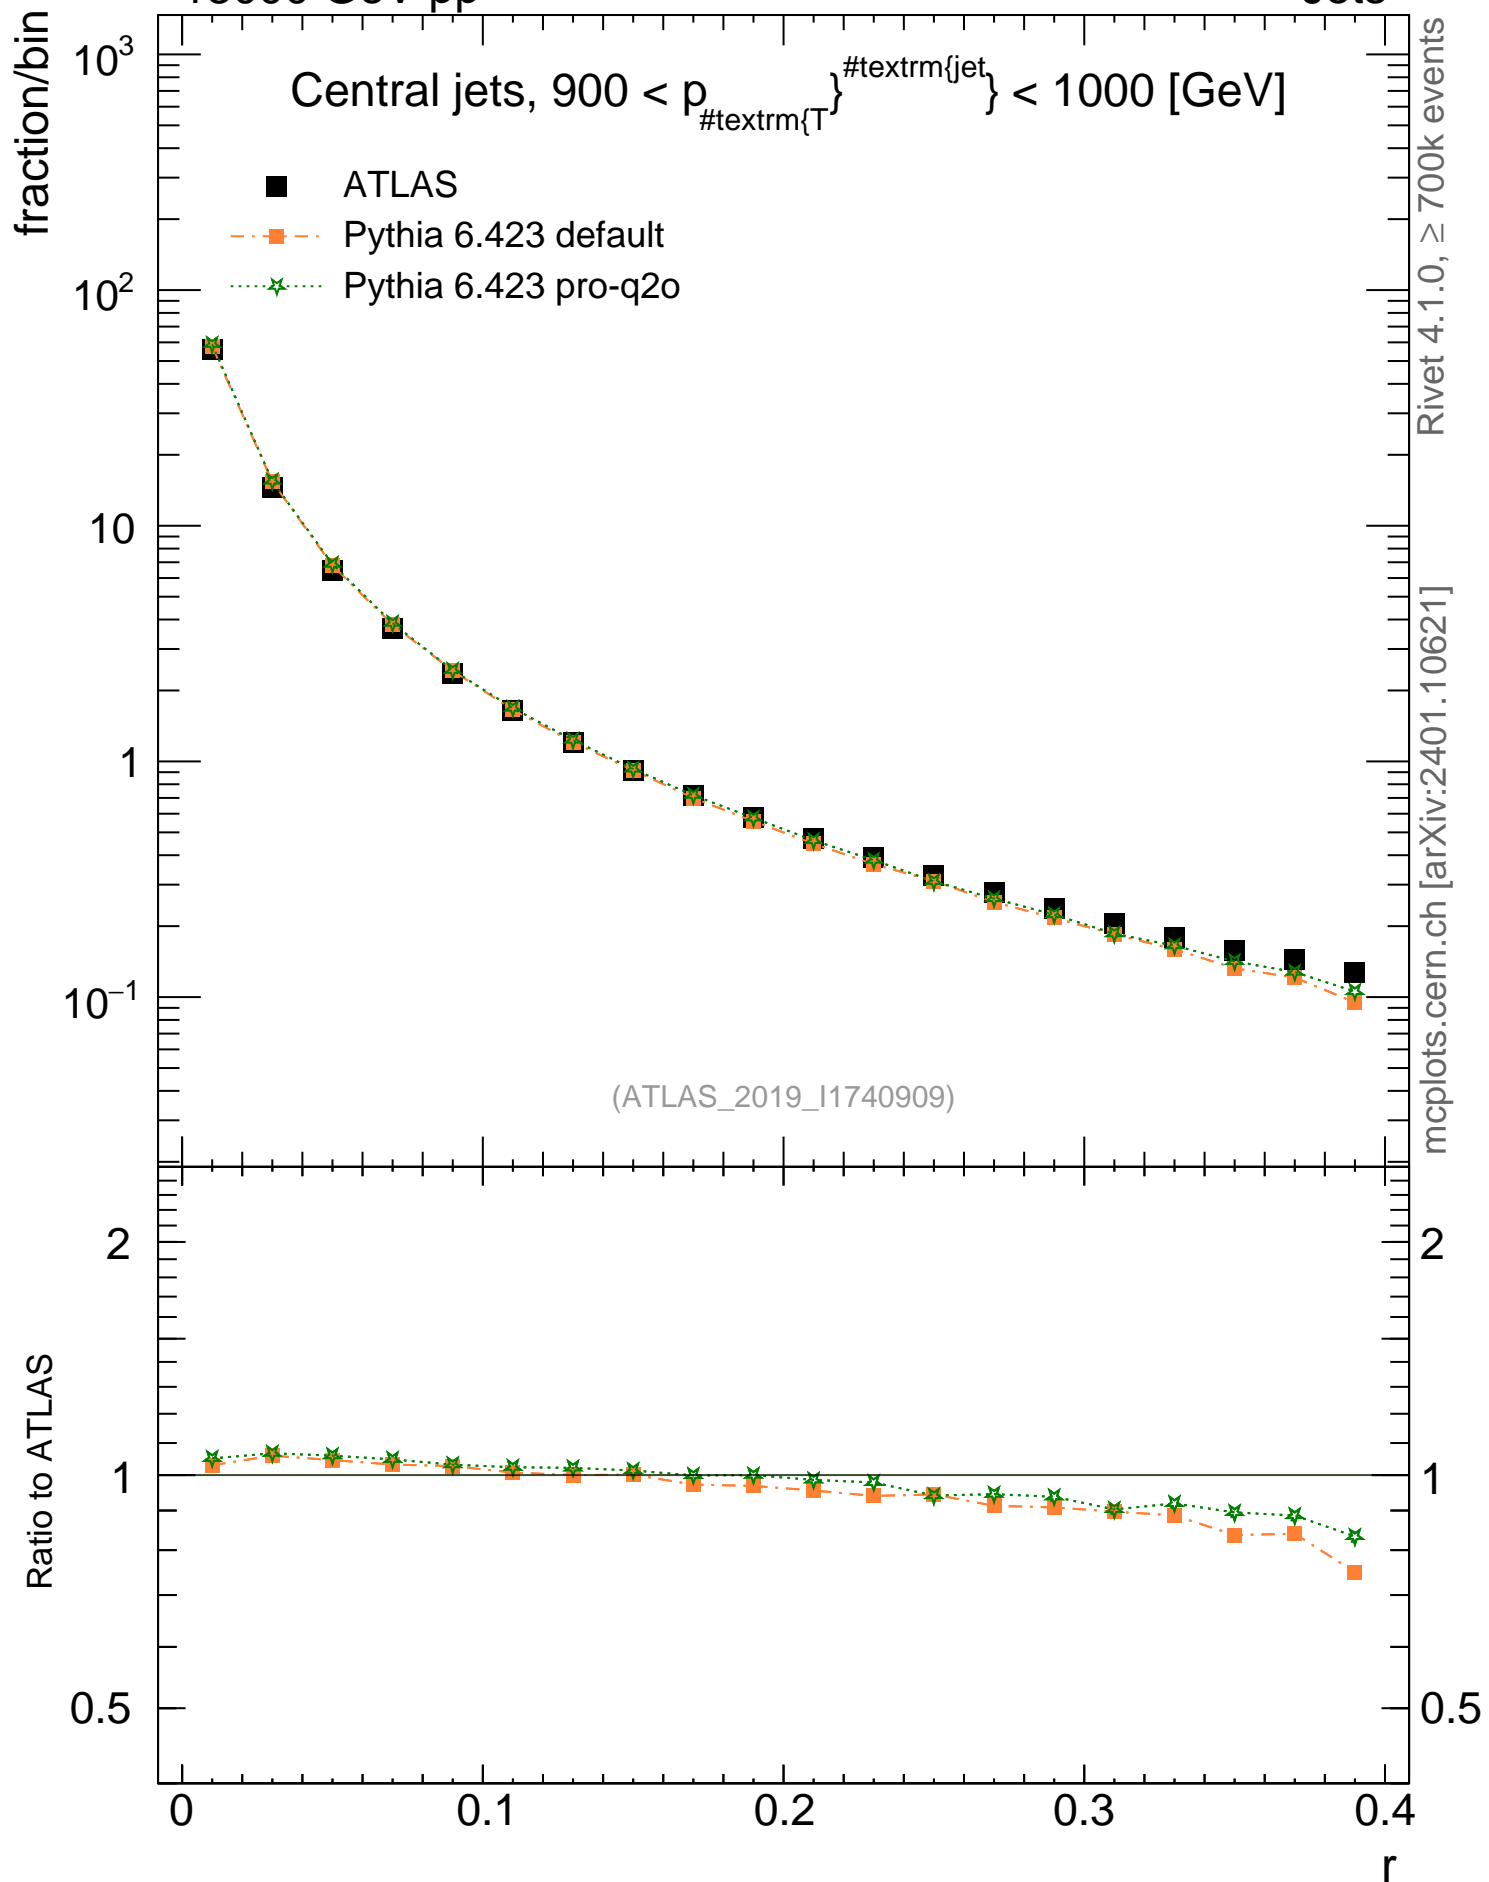 Central jets, 900 < p_#textrm{T}^#textrm{jet} < 1000 [GeV]
fraction/bin
ATLAS
Pythia 6.423 default
Pythia 6.423 pro-q2o
10³
10²
10
1
10⁻¹
(ATLAS_2019_I1740909)
Rivet 4.1.0, ≥ 700k events
mcplots.cern.ch [arXiv:2401.10621]
Ratio to ATLAS
2
1
0.5
2
1
0.5
0 0.1 0.2 0.3 0.4
r